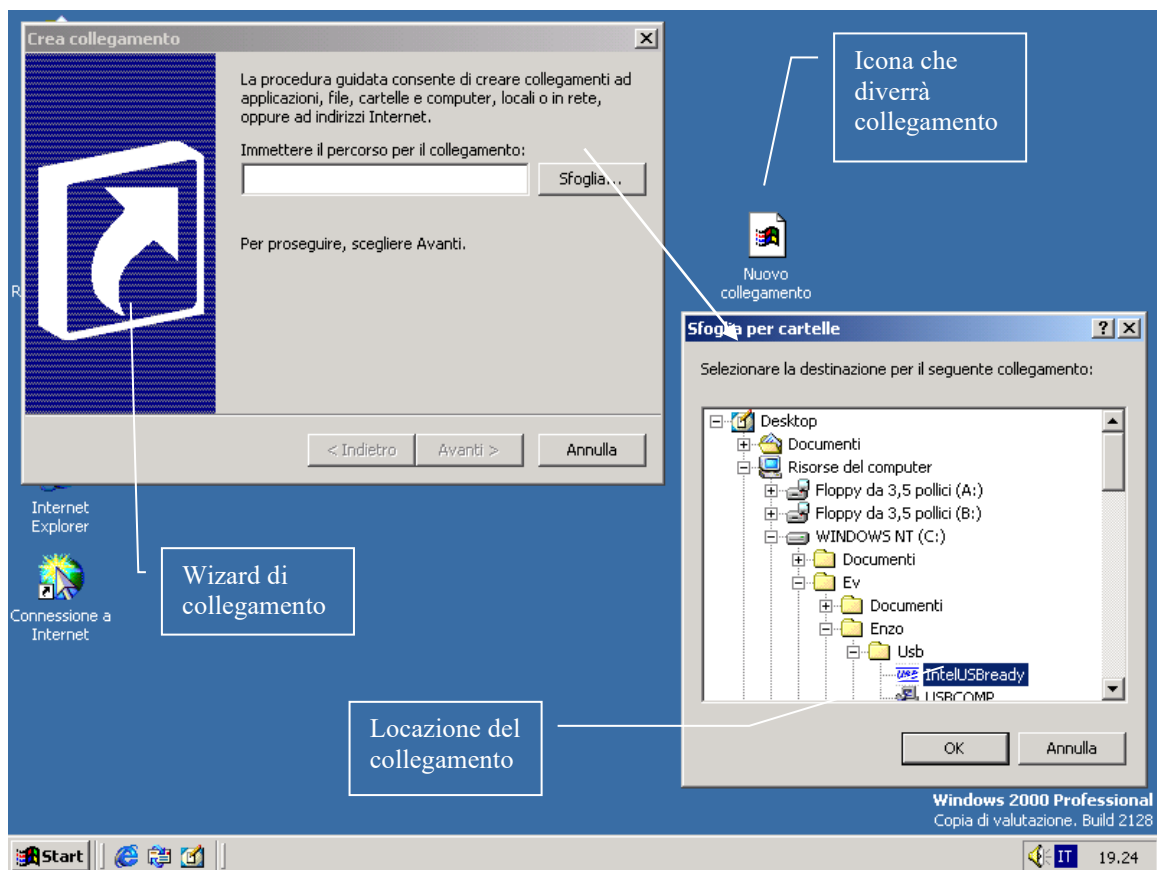 Crea collegamento
La procedura guidata consente di creare collegamenti ad
applicazioni, file, cartelle e computer, locali o in rete,
oppure ad indirizzi Internet.
Immettere il percorso per il collegamento:
Sfoglia...
Per proseguire, scegliere Avanti.
< Indietro
Avanti >
Annulla
Icona che
diverrà
collegamento
Nuovo
collegamento
R
Sfoglia per cartelle
Selezionare la destinazione per il seguente collegamento:
Desktop
Documenti
Risorse del computer
Floppy da 3,5 pollici (A:)
Floppy da 3,5 pollici (B:)
WINDOWS NT (C:)
Documenti
Ev
Documenti
Enzo
Usb
IntelUSBready
USBCOMP
OK
Annulla
Internet
Explorer
Connessione a
Internet
Wizard di
collegamento
Locazione del
collegamento
Windows 2000 Professional
Copia di valutazione. Build 2128
Start
IT
19.24